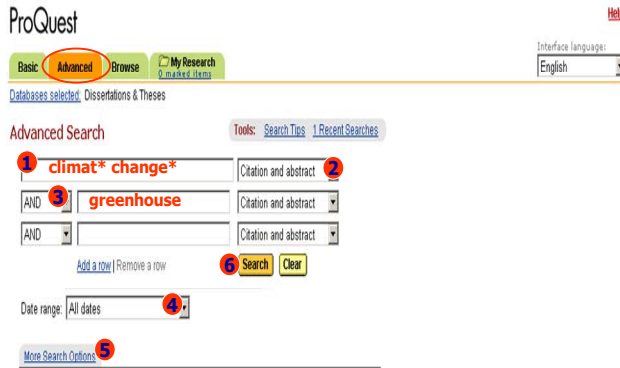 ProQuest
Help
Interface language:
English
Basic Advanced Browse My Research
0 marked items
Databases selected: Dissertations & Theses
Advanced Search
Tools: Search Tips 1 Recent Searches
1 climat* change* Citation and abstract 2
AND 3 greenhouse Citation and abstract
AND Citation and abstract
Add a row | Remove a row 6 Search Clear
Date range: All dates 4
More Search Options 5